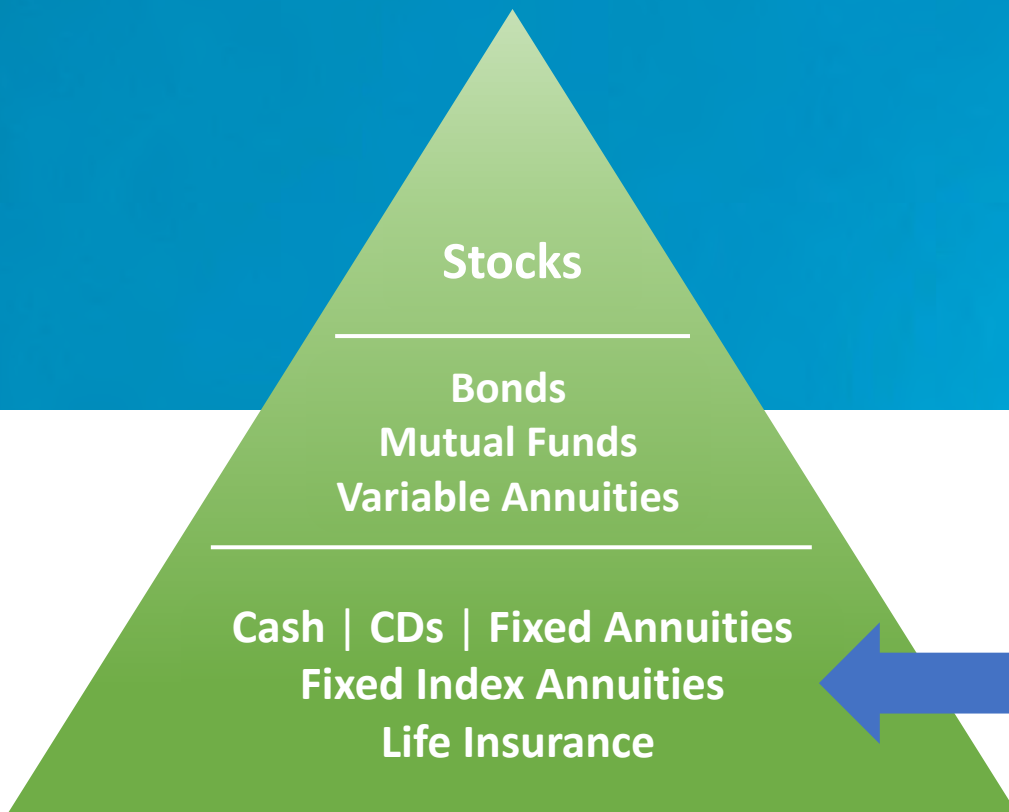 Stocks
Bonds
Mutual Funds
Variable Annuities
Cash | CDs | Fixed Annuities
Fixed Index Annuities
Life Insurance